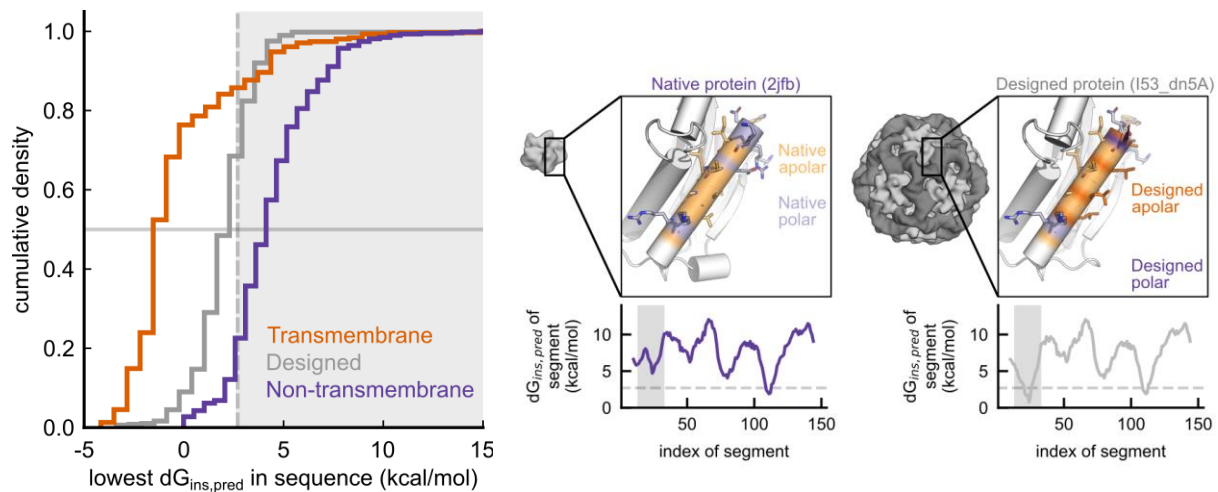 cumulative density
1.0
0.8
0.6
0.4
0.2
0.0
Transmembrane
Designed
Non-transmembrane
-5 0 5 10 15
lowest dGins,pred in sequence (kcal/mol)
Native protein (2jfb)
Native
apolar
Native
polar
dGins,pred of
segment
(kcal/mol)
10
5
0
50 100 150
index of segment
Designed protein (I53_dn5A)
Designed
apolar
Designed
polar
dGins,pred of
segment
(kcal/mol)
10
5
0
50 100 150
index of segment